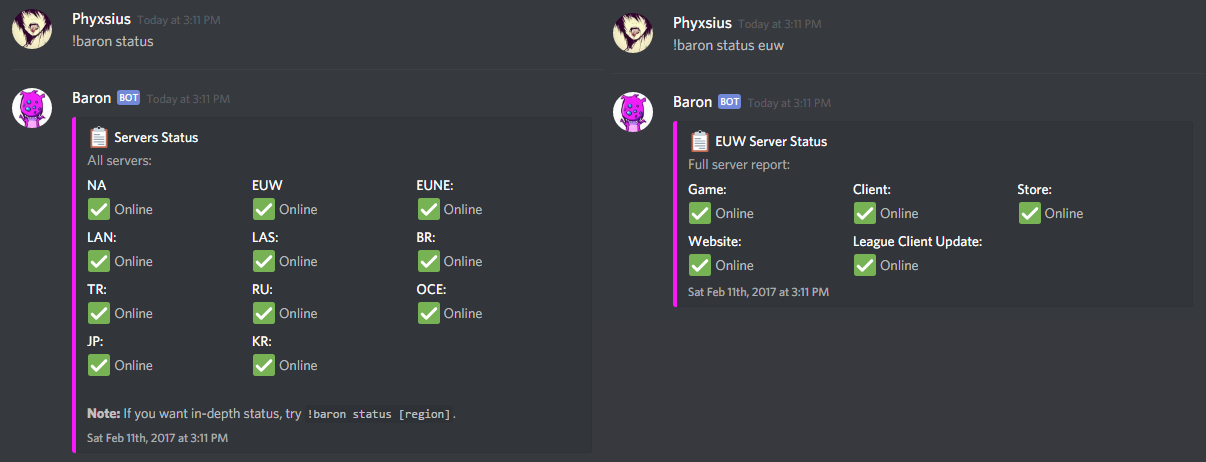 Phyxsius Today at 3:11 PM
!baron status
Baron BOT Today at 3:11 PM
Servers Status
All servers:
NA EUW EUNE:
Online Online Online
LAN: LAS: BR:
Online Online Online
TR: RU: OCE:
Online Online Online
JP: KR:
Online Online
Note: If you want in-depth status, try !baron status [region].
Sat Feb 11th, 2017 at 3:11 PM
Phyxsius Today at 3:11 PM
!baron status euw
Baron BOT Today at 3:11 PM
EUW Server Status
Full server report:
Game: Client: Store:
Online Online Online
Website: League Client Update:
Online Online
Sat Feb 11th, 2017 at 3:11 PM